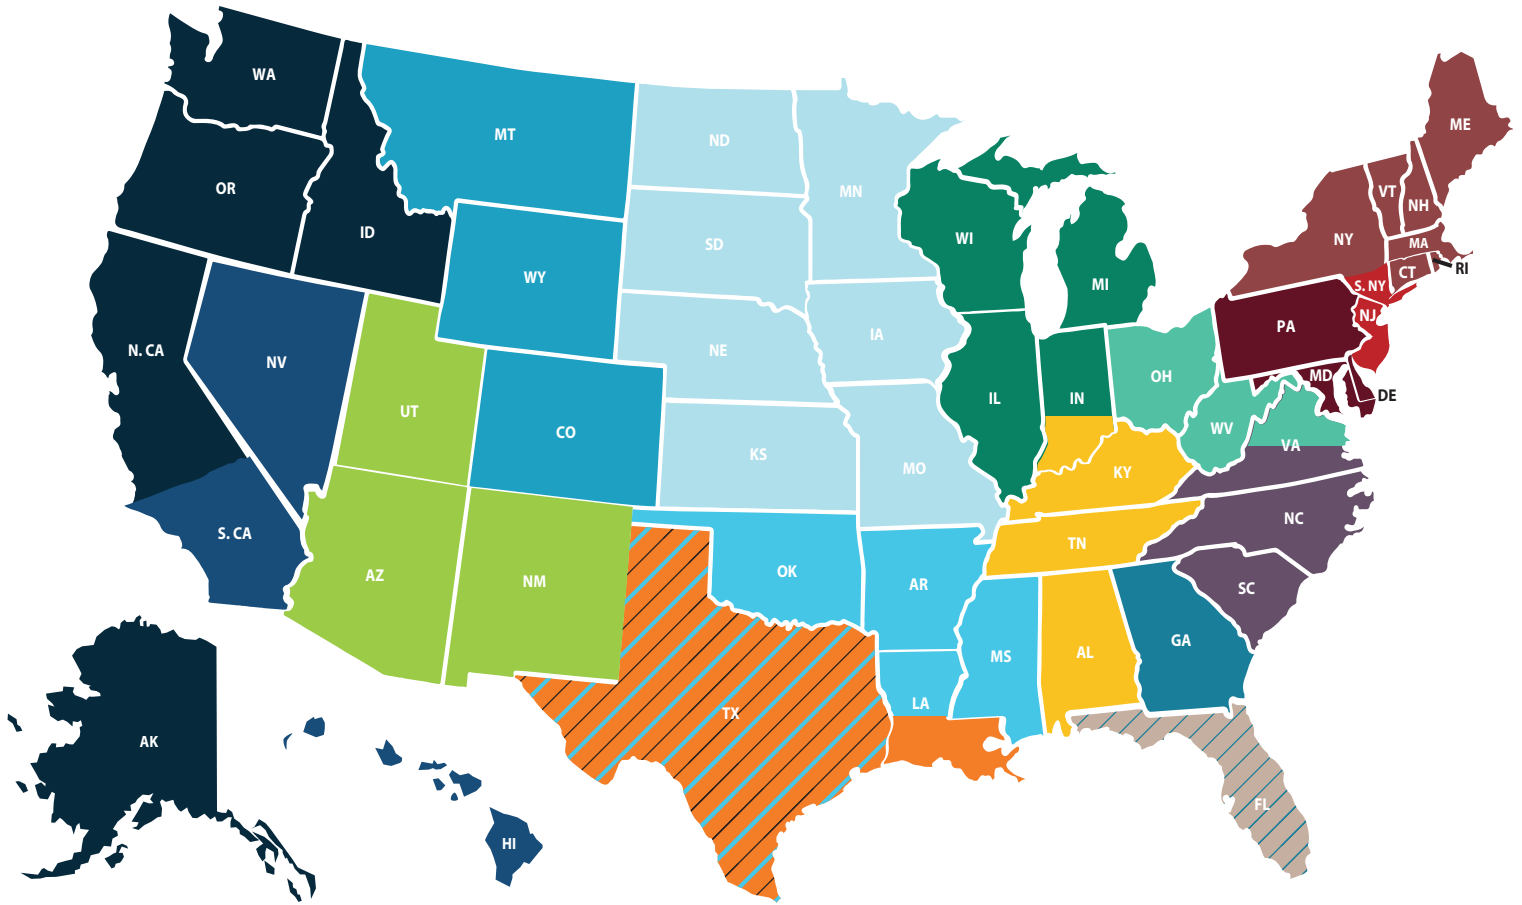 WA
MT
ND
ME
OR
ID
MN
VT
NH
SD
WI
NY
MA
RI
WY
CT
MI
S. NY
NJ
PA
N. CA
NV
NE
IA
UT
OH
MD
DE
CO
IL
IN
WV
VA
KS
MO
KY
S. CA
NC
TN
AZ
NM
OK
AR
SC
GA
MS
AL
LA
TX
AK
FL
HI